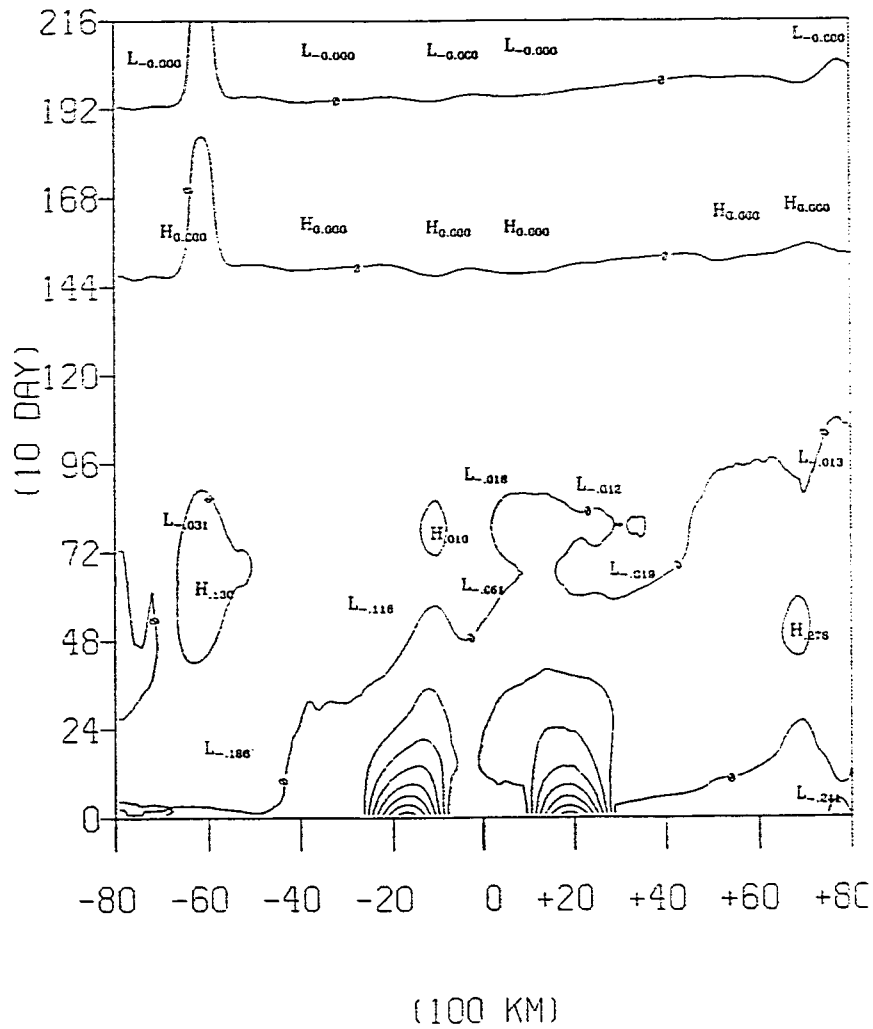 216
L-0.000 L-0.000 L-0.000 L-0.000 L-0.000
192
168
H0.000 H0.000 H0.000 H0.000 H0.000 H0.000
144
120
(10 DAY)
96
L-.018 L-.012 L-.013
L-.031 H.010
72
L-.061 L-.019
L-.116
48
H.278
24
L-.186
0
-80 -60 -40 -20 0 +20 +40 +60 +80
(100 KM)